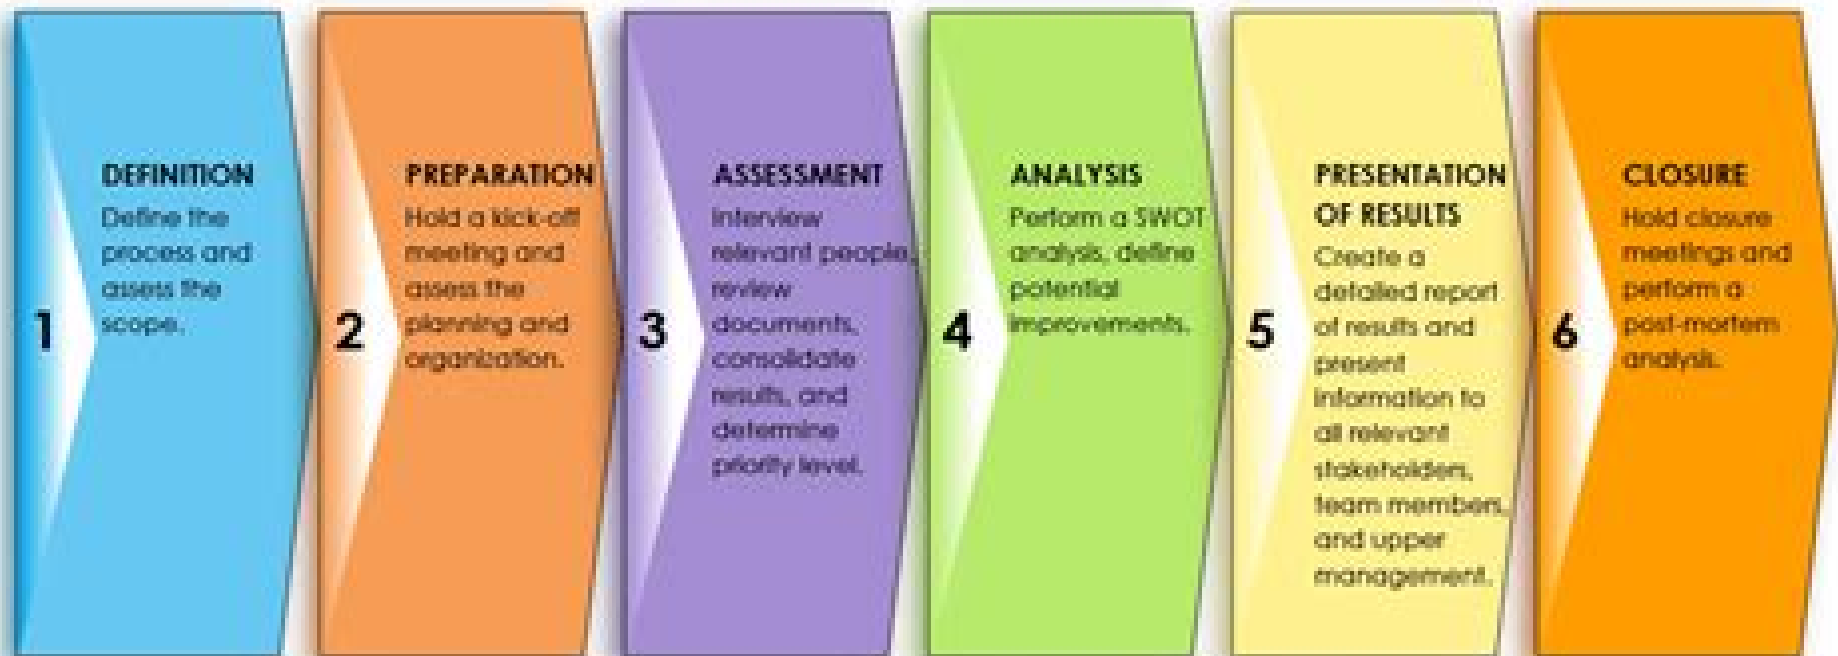 1
DEFINITION
Define the
process and
assess the
scope.
2
PREPARATION
Hold a kick-off
meeting and
assess the
planning and
organization.
3
ASSESSMENT
Interview
relevant people,
review
documents,
consolidate
results, and
determine
priority level.
4
ANALYSIS
Perform a SWOT
analysis, define
potential
improvements.
5
PRESENTATION
OF RESULTS
Create a
detailed report
of results and
present
information to
all relevant
stakeholders,
team members,
and upper
management.
6
CLOSURE
Hold closure
meetings and
perform a
post-mortem
analysis.